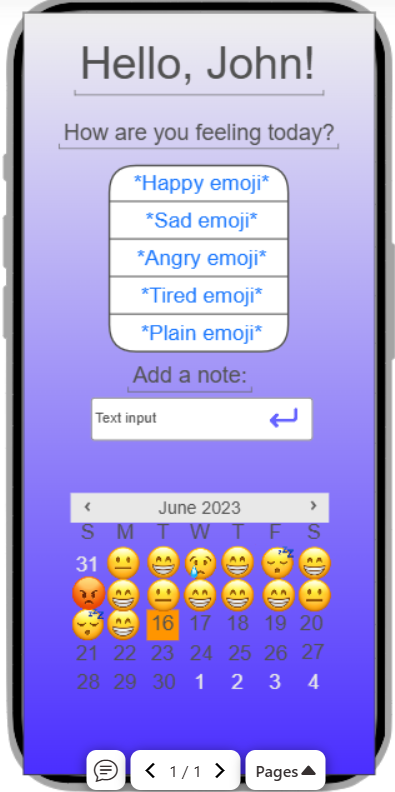 Hello, John!
How are you feeling today?
*Happy emoji*
*Sad emoji*
*Angry emoji*
*Tired emoji*
*Plain emoji*
Add a note:
Text input
June 2023
S M T W T F S
31
16 17 18 19 20
21 22 23 24 25 26 27
28 29 30 1 2 3 4
1 / 1 Pages